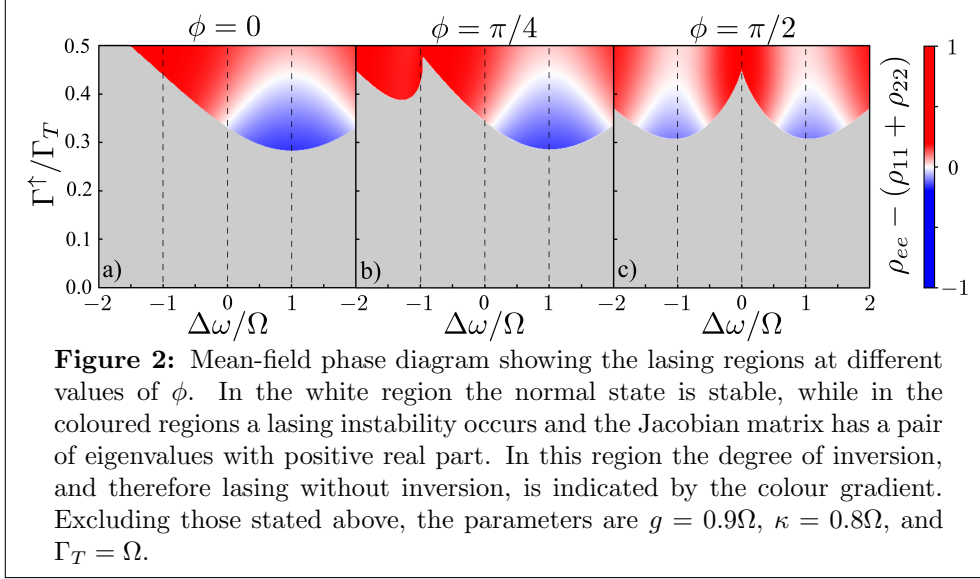 ϕ = 0 ϕ = π/4 ϕ = π/2
Γ↑/Γ_T
0.5
0.4
0.3
0.2
0.1
0.0
a) b) c)
−2 −1 0 1 −2 −1 0 1 −2 −1 0 1 2
Δω/Ω Δω/Ω Δω/Ω
ρ_ee − (ρ_11 + ρ_22)
1
0
−1
Figure 2: Mean-field phase diagram showing the lasing regions at different
values of ϕ. In the white region the normal state is stable, while in the
coloured regions a lasing instability occurs and the Jacobian matrix has a pair
of eigenvalues with positive real part. In this region the degree of inversion,
and therefore lasing without inversion, is indicated by the colour gradient.
Excluding those stated above, the parameters are g = 0.9Ω, κ = 0.8Ω, and
Γ_T = Ω.